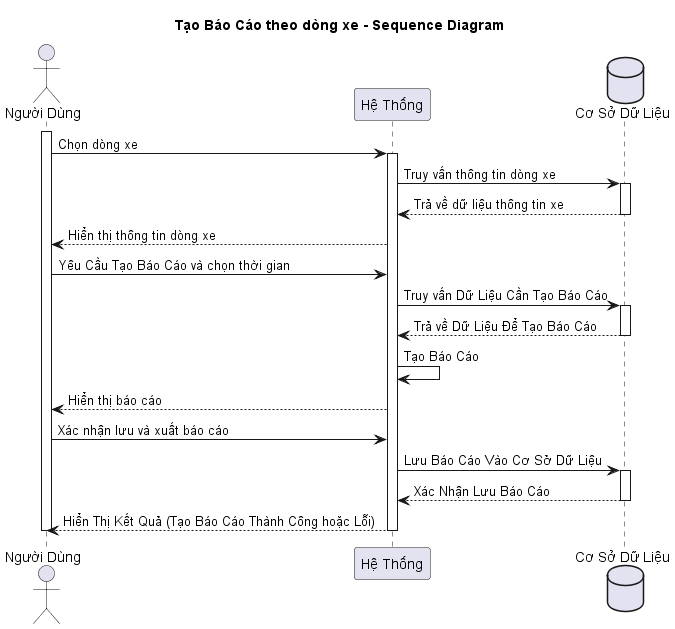 Tạo Báo Cáo theo dòng xe - Sequence Diagram
Người Dùng
Hệ Thống
Cơ Sở Dữ Liệu
Chọn dòng xe
Truy vấn thông tin dòng xe
Trả về dữ liệu thông tin xe
Hiển thị thông tin dòng xe
Yêu Cầu Tạo Báo Cáo và chọn thời gian
Truy vấn Dữ Liệu Cần Tạo Báo Cáo
Trả về Dữ Liệu Để Tạo Báo Cáo
Tạo Báo Cáo
Hiển thị báo cáo
Xác nhận lưu và xuất báo cáo
Lưu Báo Cáo Vào Cơ Sở Dữ Liệu
Xác Nhận Lưu Báo Cáo
Hiển Thị Kết Quả (Tạo Báo Cáo Thành Công hoặc Lỗi)
Người Dùng
Hệ Thống
Cơ Sở Dữ Liệu